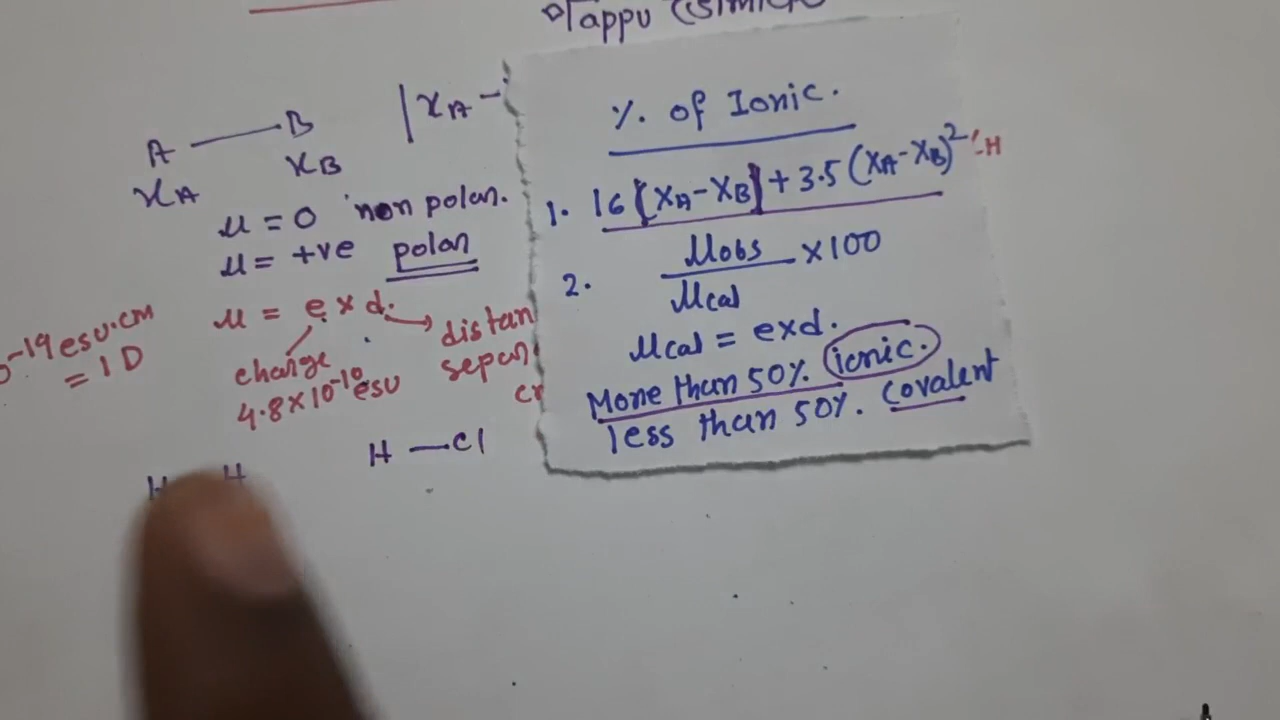 A — B |xA -
xA xB
μ = 0 non polar.
μ = +ve polar
μ = e x d. distan
charge sepan
4.8x10^-10 esu
^-19 esu.cm
= 1 D
H H
H — Cl
% of Ionic.
1. 16 [xA-xB] + 3.5 (xA-xB)^2
-H
2. μobs/μcal x100
μcal = exd.
More than 50% ionic.
less than 50%. covalent